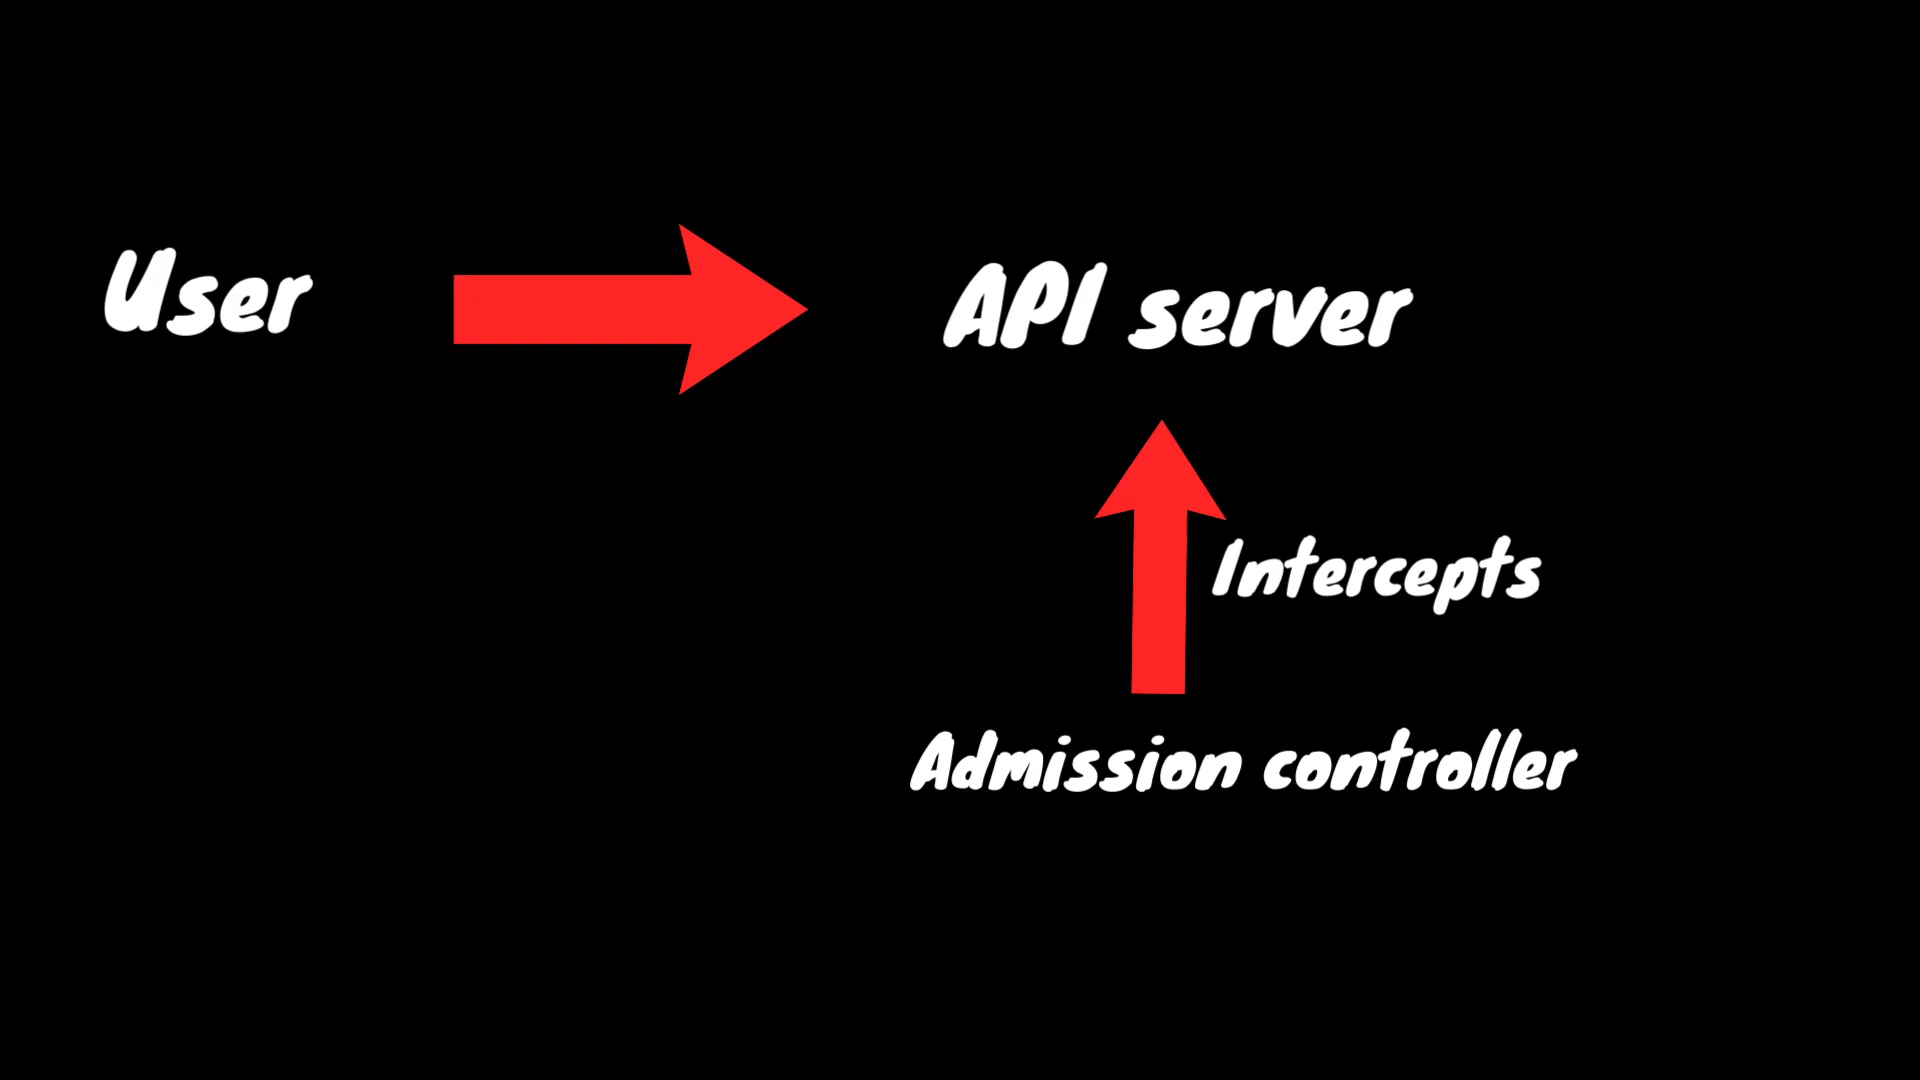 User
API server
Intercepts
Admission controller